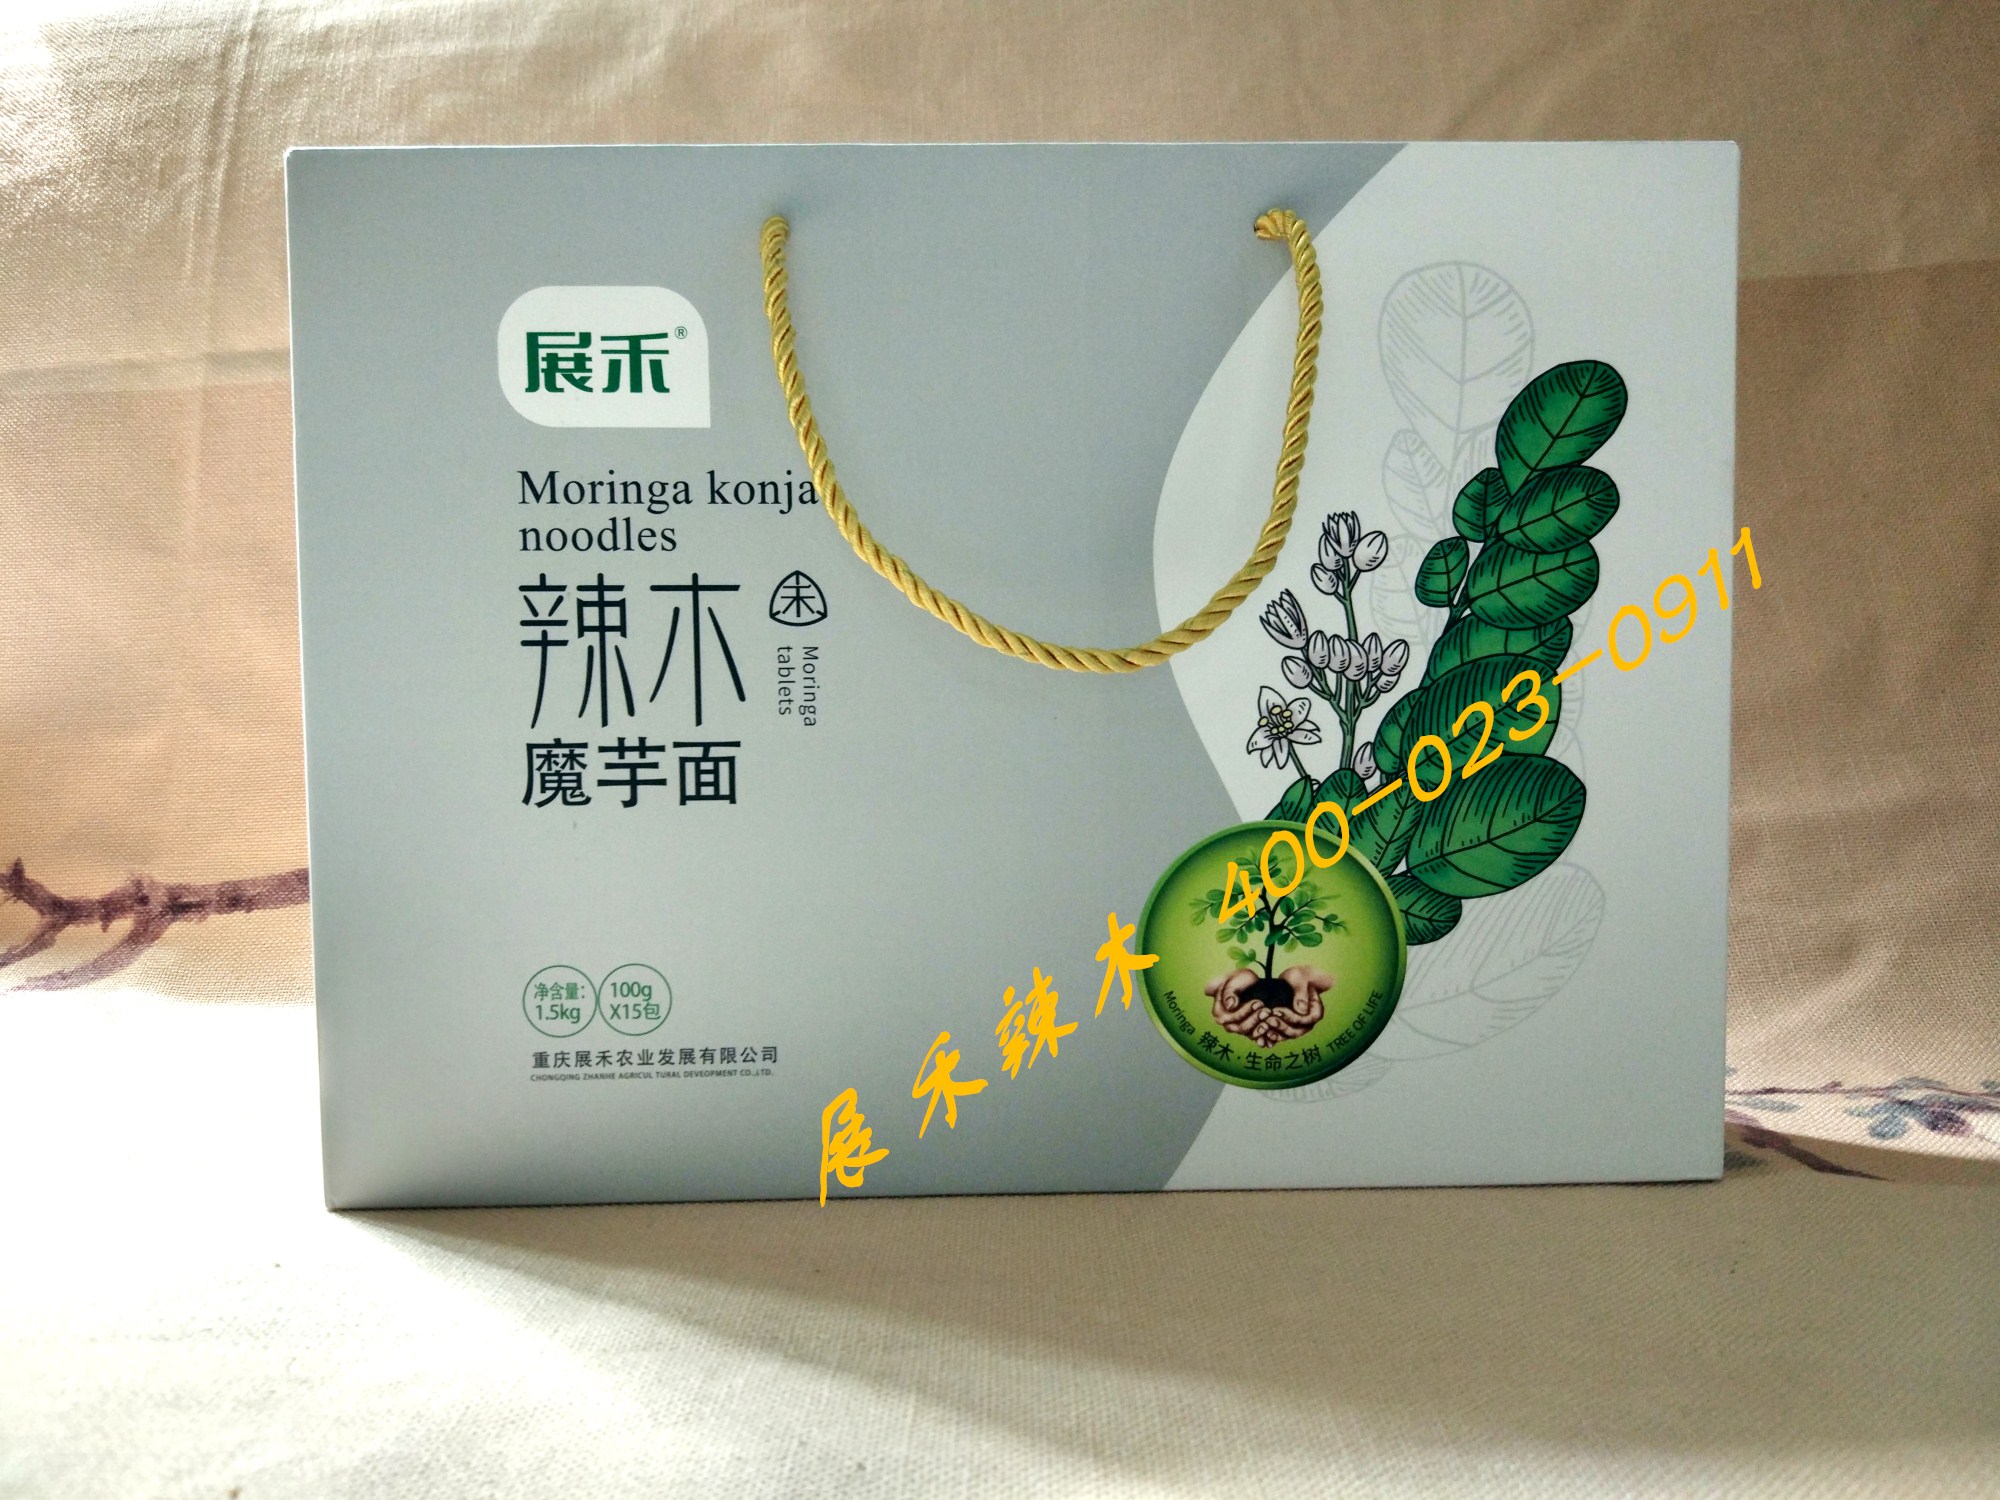 展禾®
Moringa konja
noodles
辣木
Moringa
tablets
魔芋面
净含量:
1.5kg
100g
X15包
重庆展禾农业发展有限公司
CHONGQING ZHANHE AGRICUL TURAL DEVEOPMENT CO.,LTD.
Moringa 辣木·生命之树 TREE OF LIFE
展禾辣木 400-023-0911